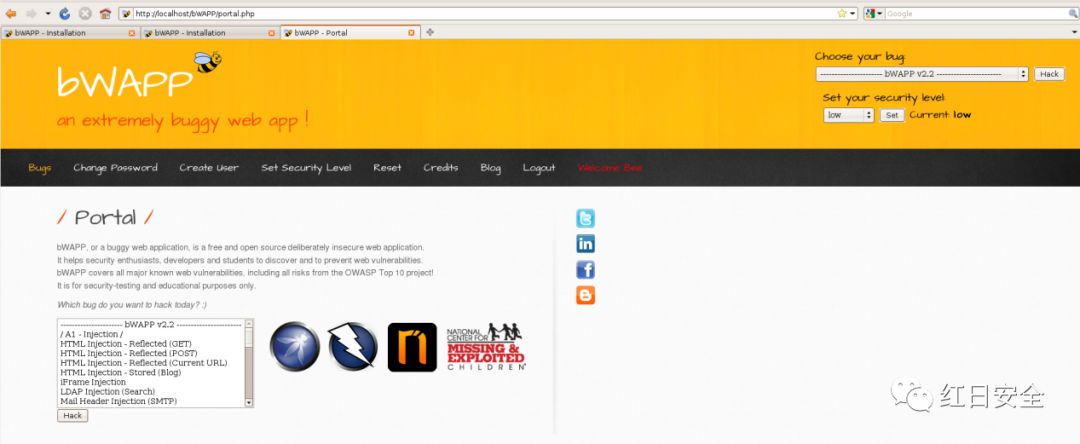 http://localhost/bWAPP/portal.php
Google
bWAPP - Installation
bWAPP - Installation
bWAPP - Portal
bWAPP
an extremely buggy web app !
Choose your bug:
---------------------- bWAPP v2.2 -----------------------
Hack
Set your security level:
low
Set
Current: low
Bugs
Change Password
Create User
Set Security Level
Reset
Credits
Blog
Logout
Welcome Bee
/ Portal /
bWAPP, or a buggy web application, is a free and open source deliberately insecure web application.
It helps security enthusiasts, developers and students to discover and to prevent web vulnerabilities.
bWAPP covers all major known web vulnerabilities, including all risks from the OWASP Top 10 project!
It is for security-testing and educational purposes only.
Which bug do you want to hack today? :)
---------------------- bWAPP v2.2 -----------------------
/ A1 - Injection /
HTML Injection - Reflected (GET)
HTML Injection - Reflected (POST)
HTML Injection - Reflected (Current URL)
HTML Injection - Stored (Blog)
iFrame Injection
LDAP Injection (Search)
Mail Header Injection (SMTP)
Hack
NATIONAL
CENTER FOR
MISSING &
EXPLOITED
CHILDREN®
红日安全